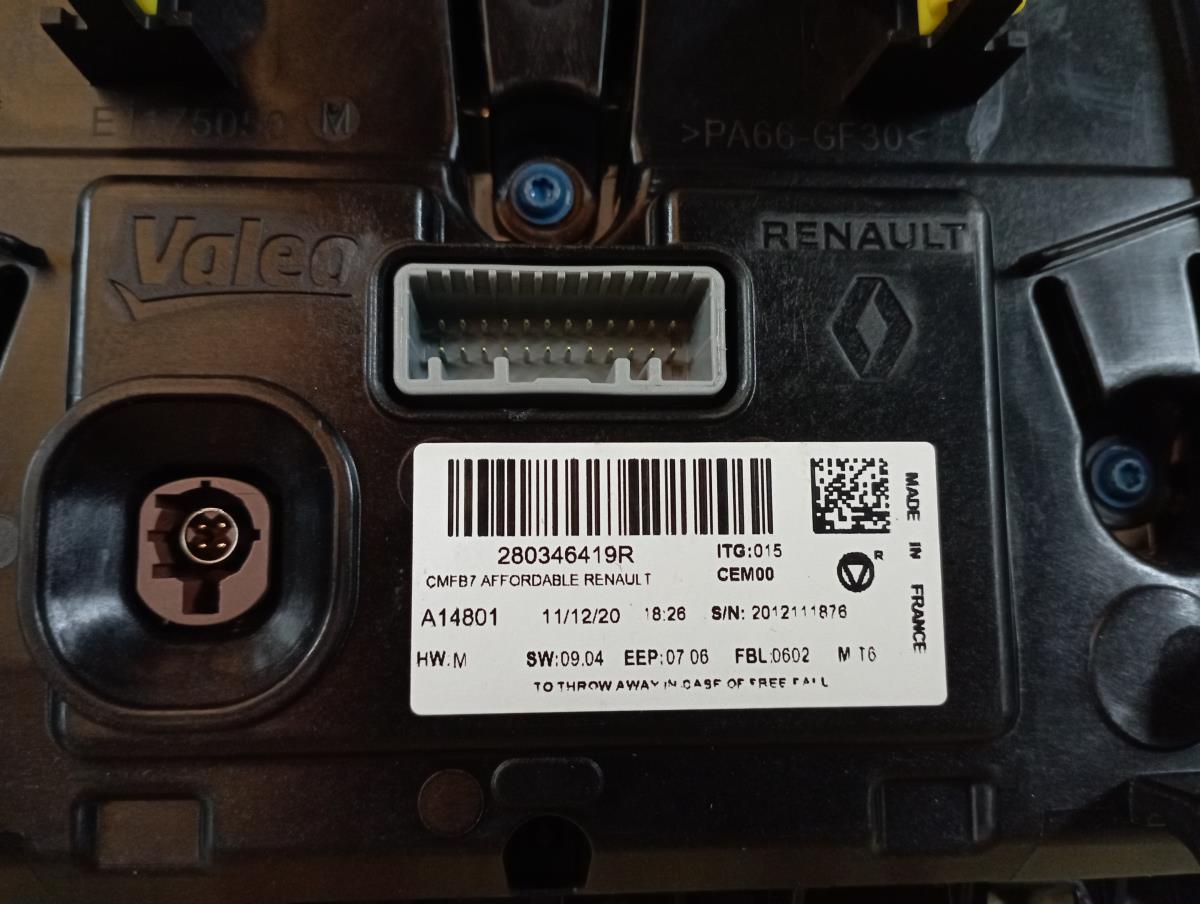 >PA66-GF30<
Valeo
RENAULT
280346419R
ITG:015
CMFB7 AFFORDABLE RENAULT
CEM00
R
A14801 11/12/20 18:26 S/N: 2012111876
HW:M SW:09.04 EEP:07 06 FBL:0602 M T6
TO THROW AWAY IN CASE OF FREE FALL
MADE IN FRANCE